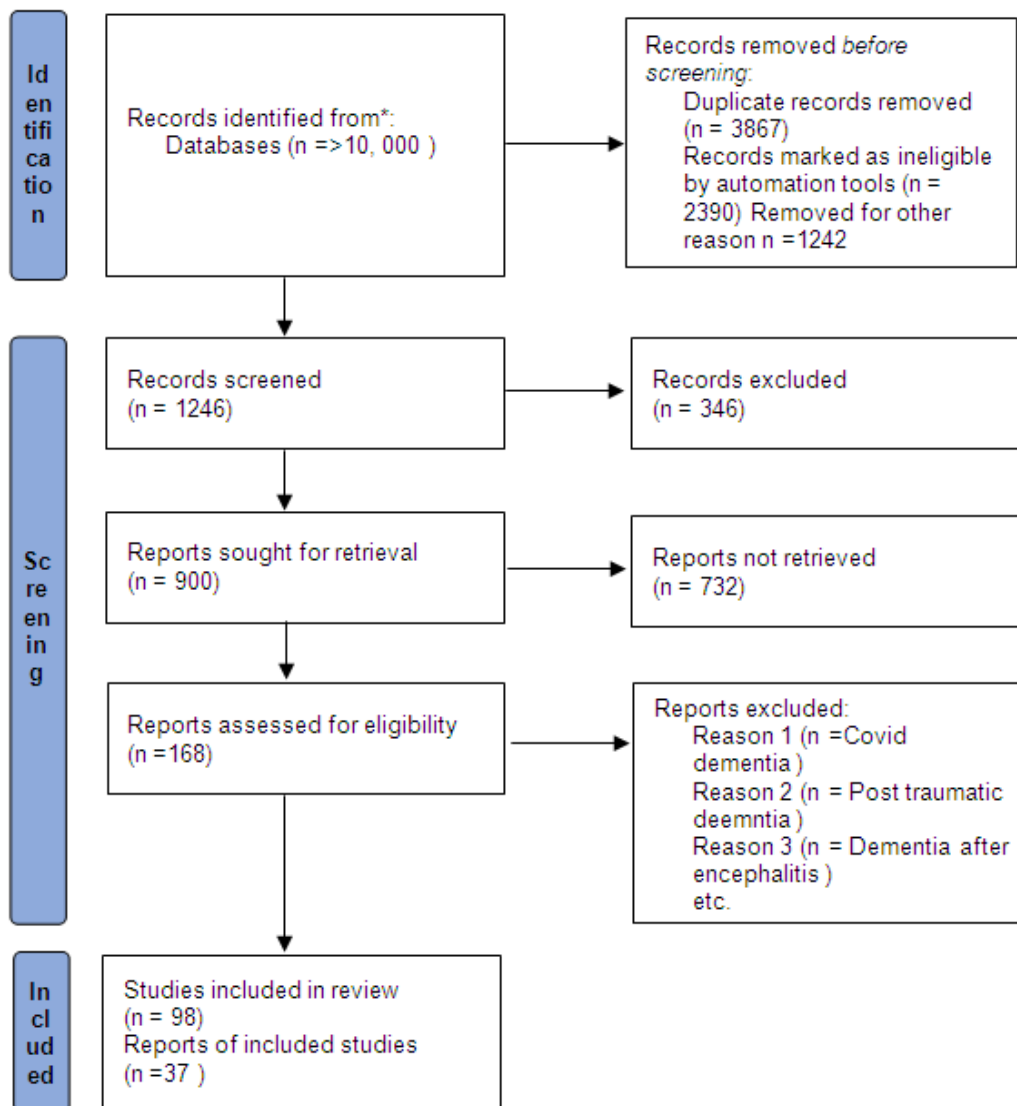 Id
en
tifi
ca
tio
n
Records identified from*:
Databases (n =>10, 000 )
Records removed before
screening:
Duplicate records removed
(n = 3867)
Records marked as ineligible
by automation tools (n =
2390) Removed for other
reason n =1242
Sc
re
en
in
g
Records screened
(n = 1246)
Records excluded
(n = 346)
Reports sought for retrieval
(n = 900)
Reports not retrieved
(n = 732)
Reports assessed for eligibility
(n =168)
Reports excluded:
Reason 1 (n =Covid
dementia )
Reason 2 (n = Post traumatic
deemntia )
Reason 3 (n = Dementia after
encephalitis )
etc.
In
cl
ud
ed
Studies included in review
(n = 98)
Reports of included studies
(n =37 )